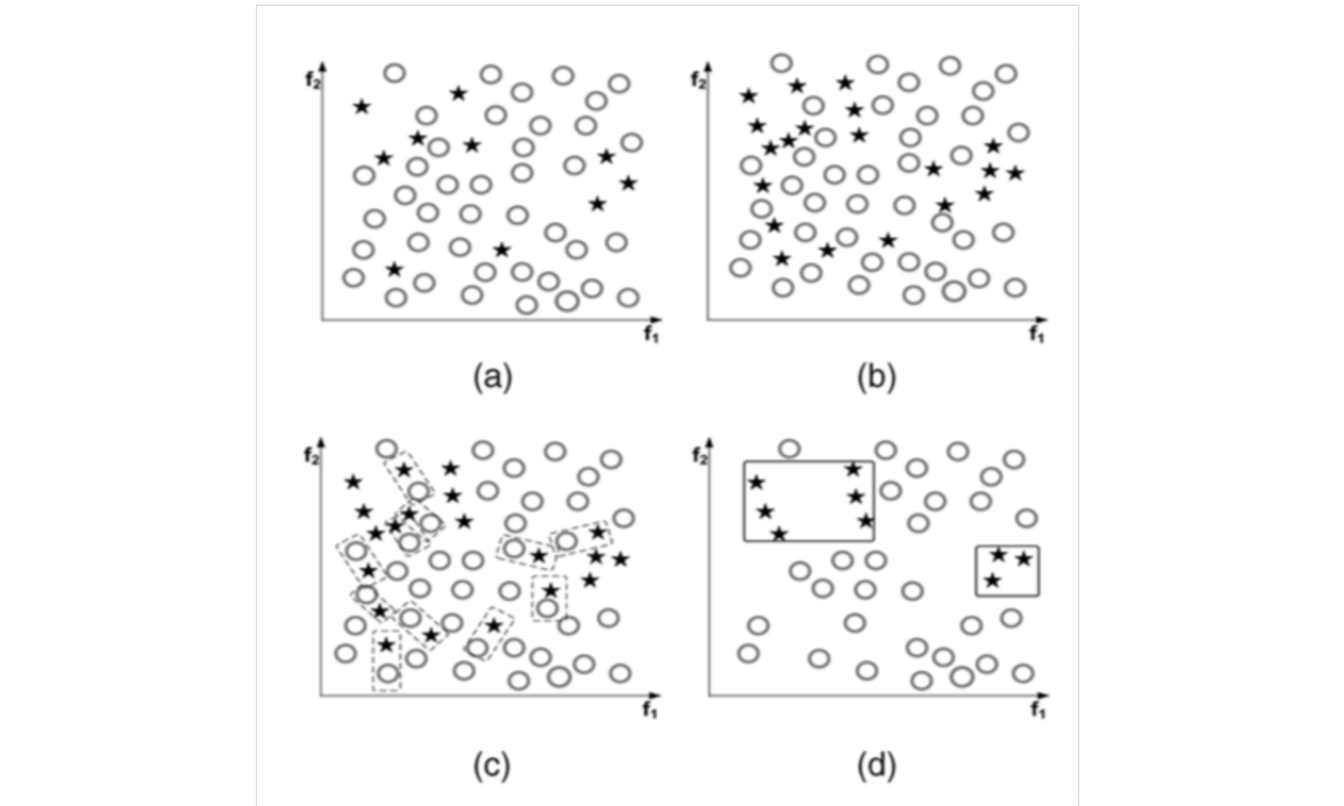 f₂ f₂
f₁ f₁
(a) (b)
f₂ f₂
f₁ f₁
(c) (d)